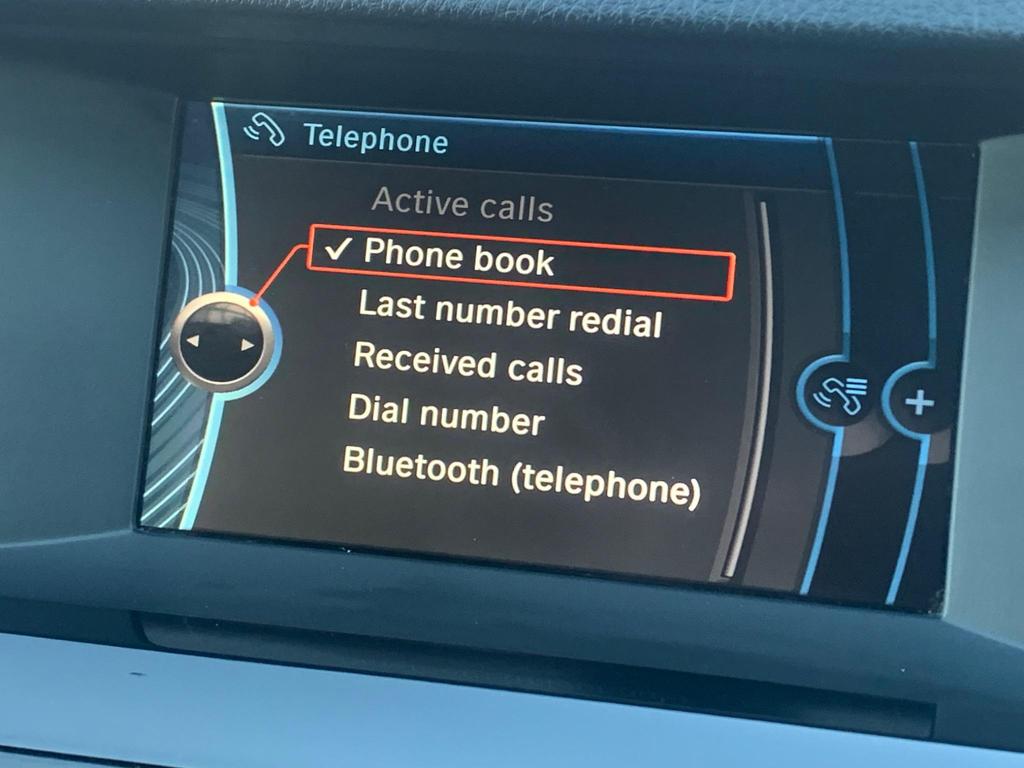 Telephone
Active calls
✓ Phone book
Last number redial
Received calls
Dial number
Bluetooth (telephone)